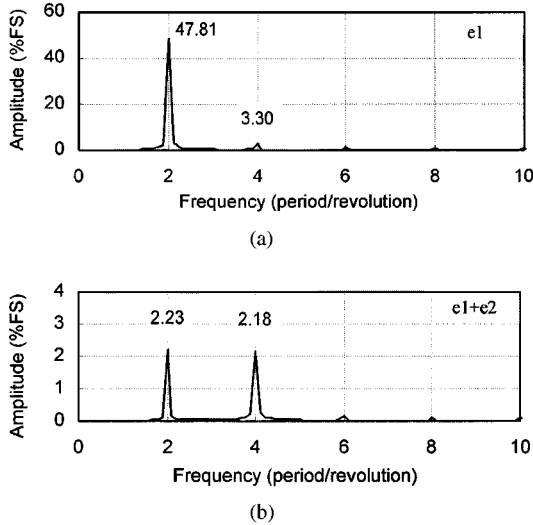 60
47.81
e1
40
3.30
20
0
Amplitude (%FS)
0 2 4 6 8 10
Frequency (period/revolution)
(a)
4
e1+e2
3
2.23 2.18
2
1
0
Amplitude (%FS)
0 2 4 6 8 10
Frequency (period/revolution)
(b)